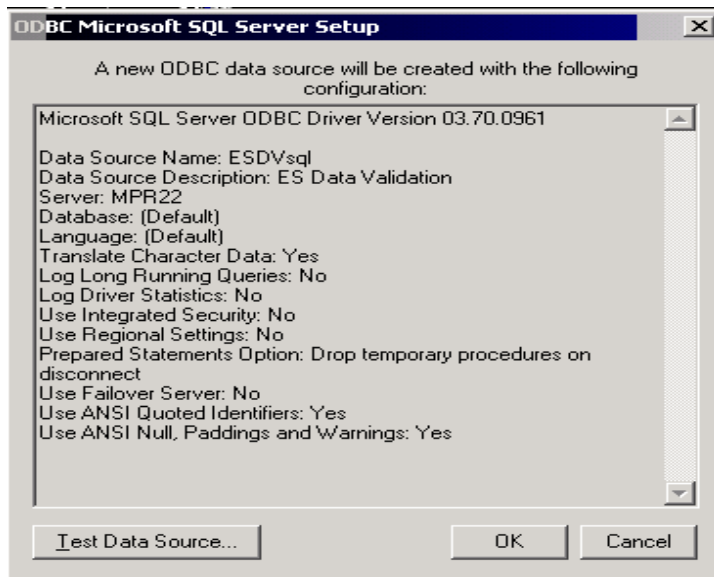 ODBC Microsoft SQL Server Setup
A new ODBC data source will be created with the following
configuration:
Microsoft SQL Server ODBC Driver Version 03.70.0961
Data Source Name: ESDVsql
Data Source Description: ES Data Validation
Server: MPR22
Database: (Default)
Language: (Default)
Translate Character Data: Yes
Log Long Running Queries: No
Log Driver Statistics: No
Use Integrated Security: No
Use Regional Settings: No
Prepared Statements Option: Drop temporary procedures on
disconnect
Use Failover Server: No
Use ANSI Quoted Identifiers: Yes
Use ANSI Null, Paddings and Warnings: Yes
Test Data Source...
OK
Cancel